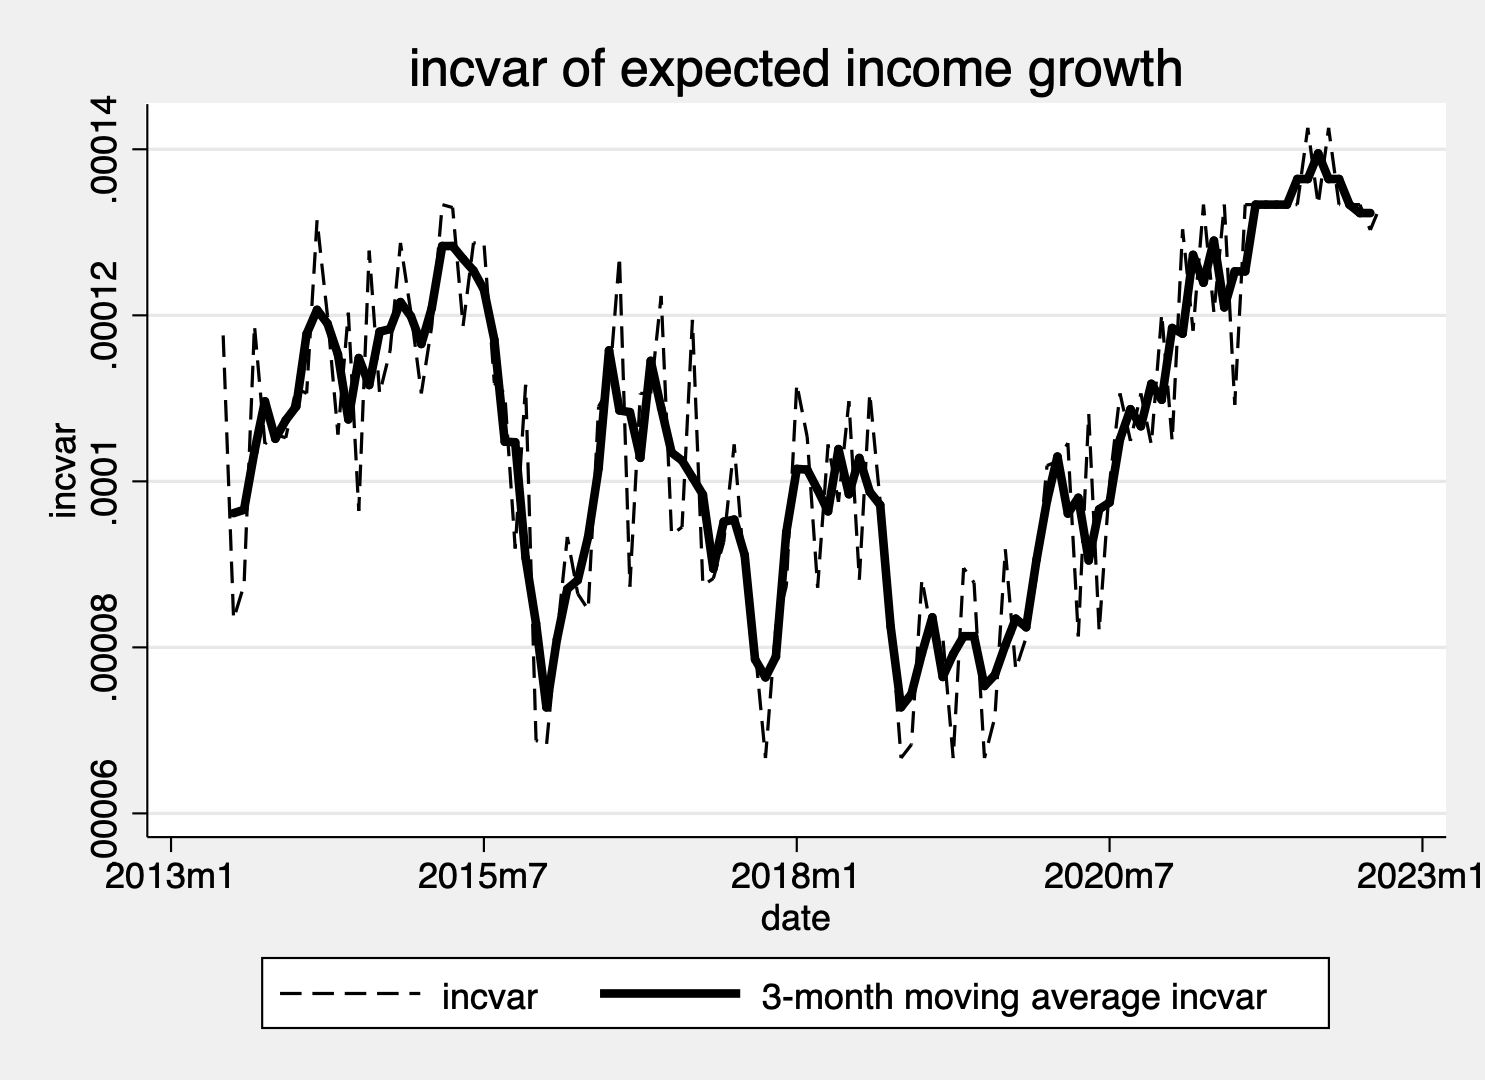 incvar of expected income growth
incvar
.00014
.00012
.0001
.00008
.00006
2013m1 2015m7 2018m1 2020m7 2023m1
date
incvar 3-month moving average incvar